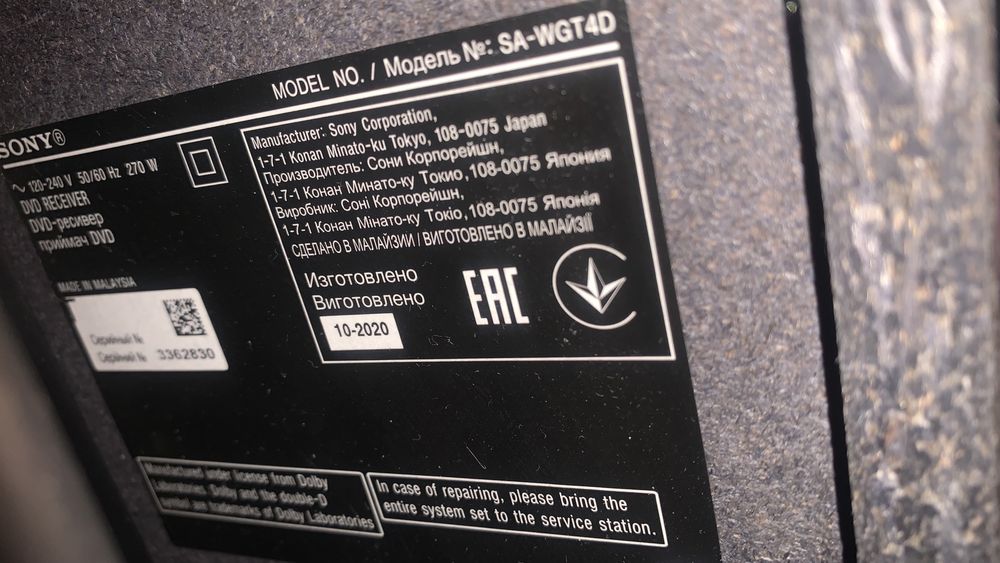 MODEL NO. / Модель №: SA-WGT4D
SONY®
~ 120-240 V 50/60 Hz 270 W
DVD RECEIVER
DVD-ресивер
приймач DVD
MADE IN MALAYSIA
Серийный №
Серійний № 3362830
Manufacturer: Sony Corporation,
1-7-1 Konan Minato-ku Tokyo, 108-0075 Japan
Производитель: Сони Корпорейшн,
1-7-1 Конан Минато-ку Токио, 108-0075 Япония
Виробник: Соні Корпорейшн,
1-7-1 Конан Мінато-ку Токіо, 108-0075 Японія
СДЕЛАНО В МАЛАЙЗИИ / ВИГОТОВЛЕНО В МАЛАЙЗІЇ
Изготовлено
Виготовлено
10-2020
EAC
Manufactured under license from Dolby
Laboratories. Dolby and the double-D
symbol are trademarks of Dolby Laboratories
In case of repairing, please bring the
entire system set to the service station.